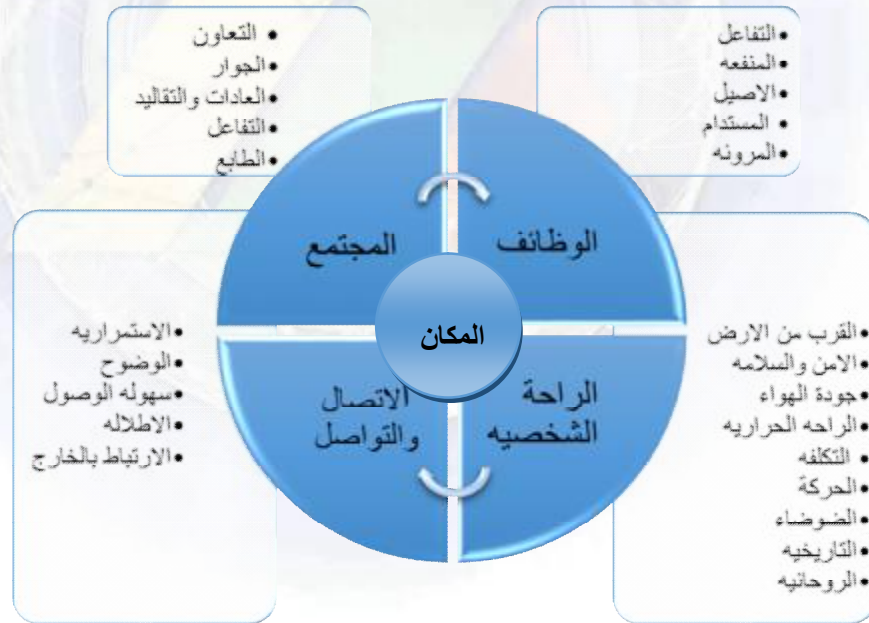 •التفاعل
•المنفعه
•الاصيل
• المستدام
•المرونه
• التعاون
•الجوار
•العادات والتقاليد
•التفاعل
•الطابع
الوظائف
المجتمع
المكان
الراحة
الشخصيه
الاتصال
والتواصل
•القرب من الارض
•الامن والسلامه
•جودة الهواء
•الراحه الحراريه
• التكلفه
•الحركة
•الضوضاء
•التاريخيه
•الروحانيه
•الاستمراريه
•الوضوح
•سهوله الوصول
•الاطلاله
•الارتباط بالخارج